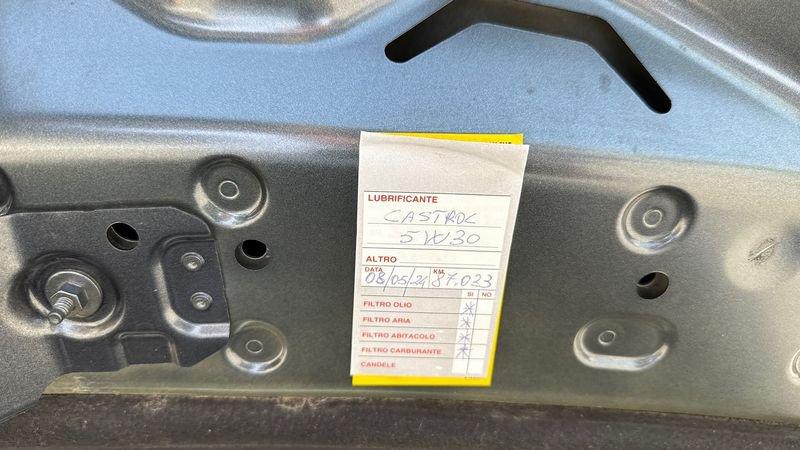 LUBRIFICANTE
CASTROL
5W30
ALTRO
DATA 08/05/24 KM 87.033
SI NO
FILTRO OLIO *
FILTRO ARIA *
FILTRO ABITACOLO *
FILTRO CARBURANTE *
CANDELE